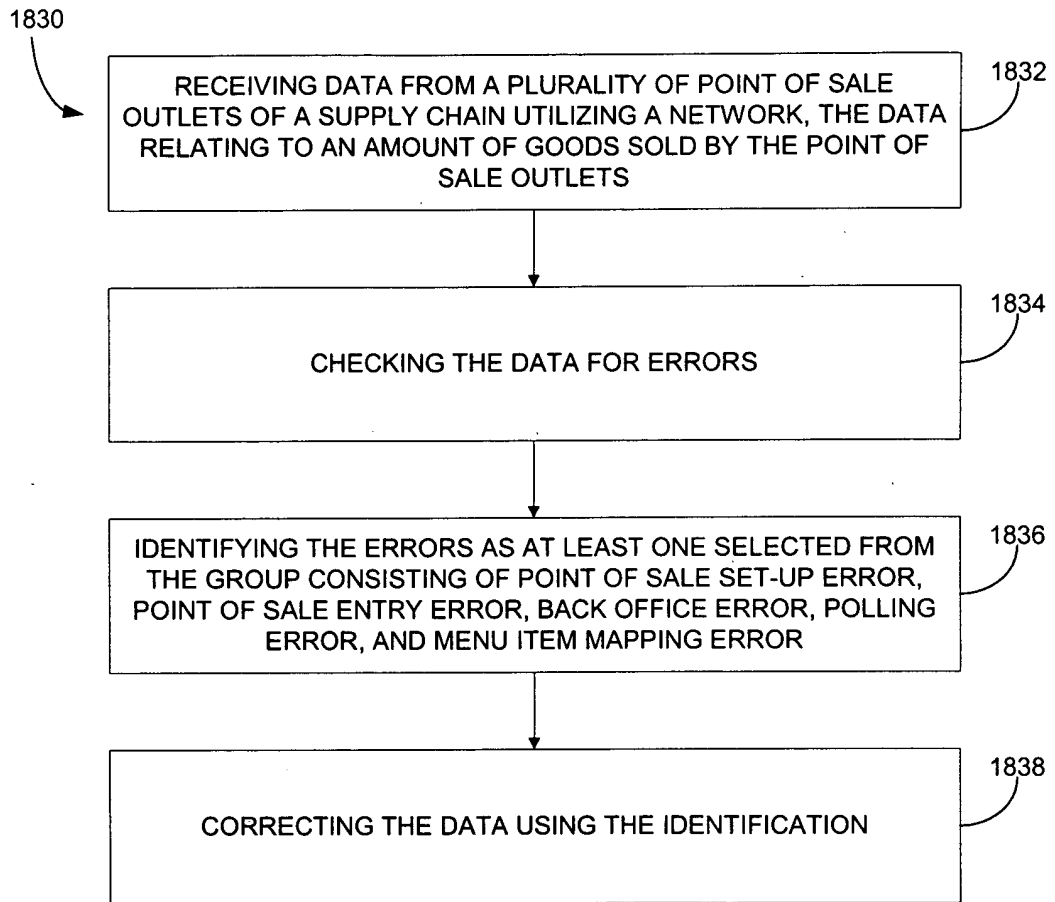 1830
RECEIVING DATA FROM A PLURALITY OF POINT OF SALE
OUTLETS OF A SUPPLY CHAIN UTILIZING A NETWORK, THE DATA
RELATING TO AN AMOUNT OF GOODS SOLD BY THE POINT OF
SALE OUTLETS
1832
CHECKING THE DATA FOR ERRORS
1834
IDENTIFYING THE ERRORS AS AT LEAST ONE SELECTED FROM
THE GROUP CONSISTING OF POINT OF SALE SET-UP ERROR,
POINT OF SALE ENTRY ERROR, BACK OFFICE ERROR, POLLING
ERROR, AND MENU ITEM MAPPING ERROR
1836
CORRECTING THE DATA USING THE IDENTIFICATION
1838